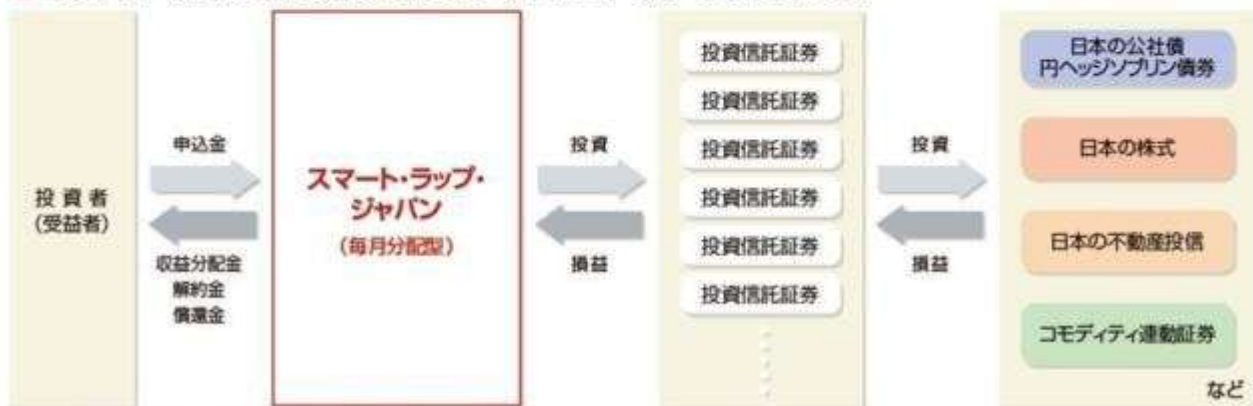 投資者
(受益者)
申込金
収益分配金
解約金
償還金
スマート・ラップ・
ジャパン
(毎月分配型)
投資
損益
投資信託証券
投資信託証券
投資信託証券
投資信託証券
投資信託証券
投資信託証券
投資
損益
日本の公社債
円ヘッジソブリン債券
日本の株式
日本の不動産投信
コモディティ連動証券
など